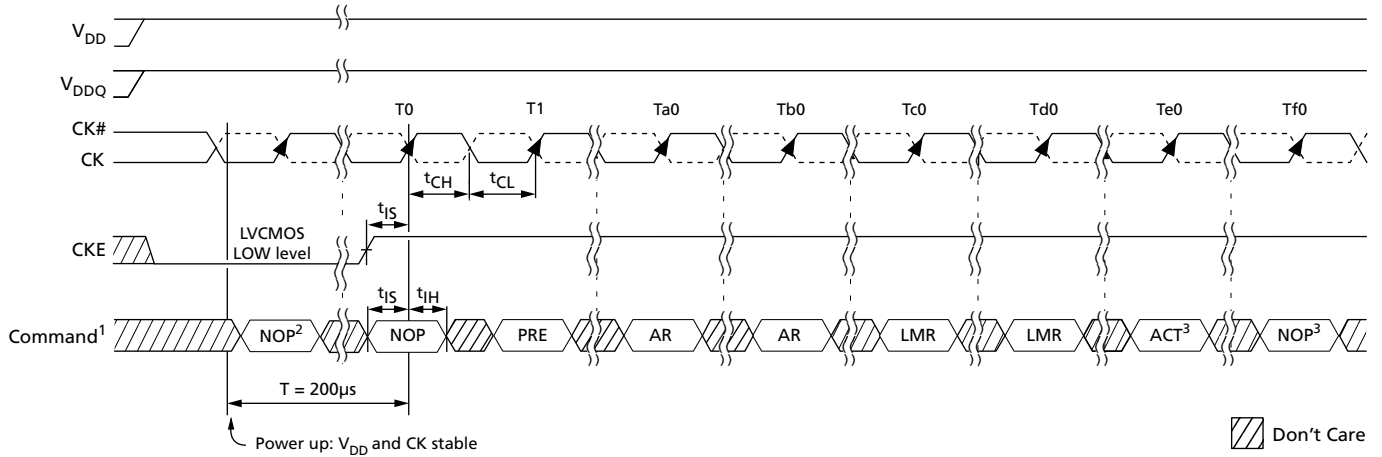 VDD
VDDQ
T0 T1 Ta0 Tb0 Tc0 Td0 Te0 Tf0
CK#
CK
tCH tCL
tIS
CKE
LVCMOS
LOW level
tIS tIH
Command1 NOP2 NOP PRE AR AR LMR LMR ACT3 NOP3
T = 200µs
Power up: VDD and CK stable
Don't Care